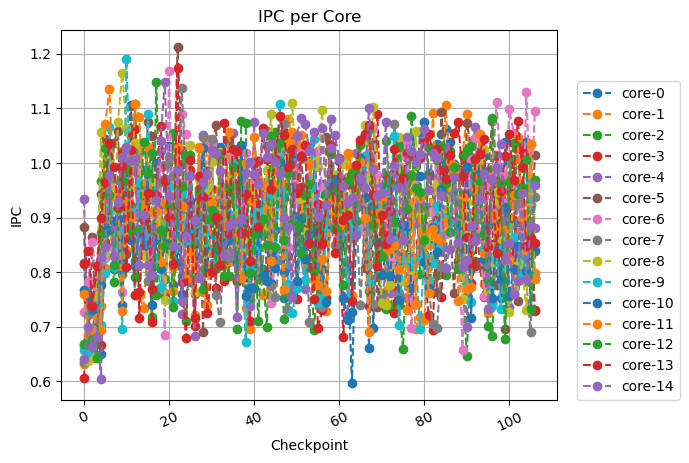 IPC per Core
IPC
1.2
1.1
1.0
0.9
0.8
0.7
0.6
0
20
40
60
80
100
Checkpoint
core-0
core-1
core-2
core-3
core-4
core-5
core-6
core-7
core-8
core-9
core-10
core-11
core-12
core-13
core-14